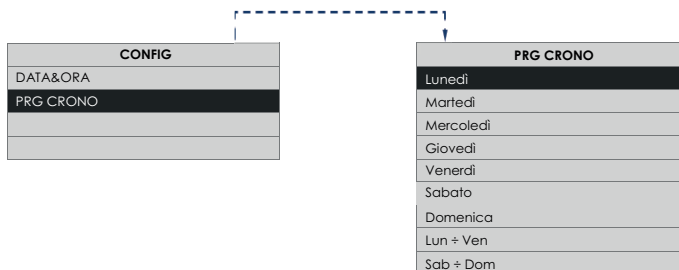 CONFIG
DATA&ORA
PRG CRONO
PRG CRONO
Lunedì
Martedì
Mercoledì
Giovedì
Venerdì
Sabato
Domenica
Lun ÷ Ven
Sab ÷ Dom